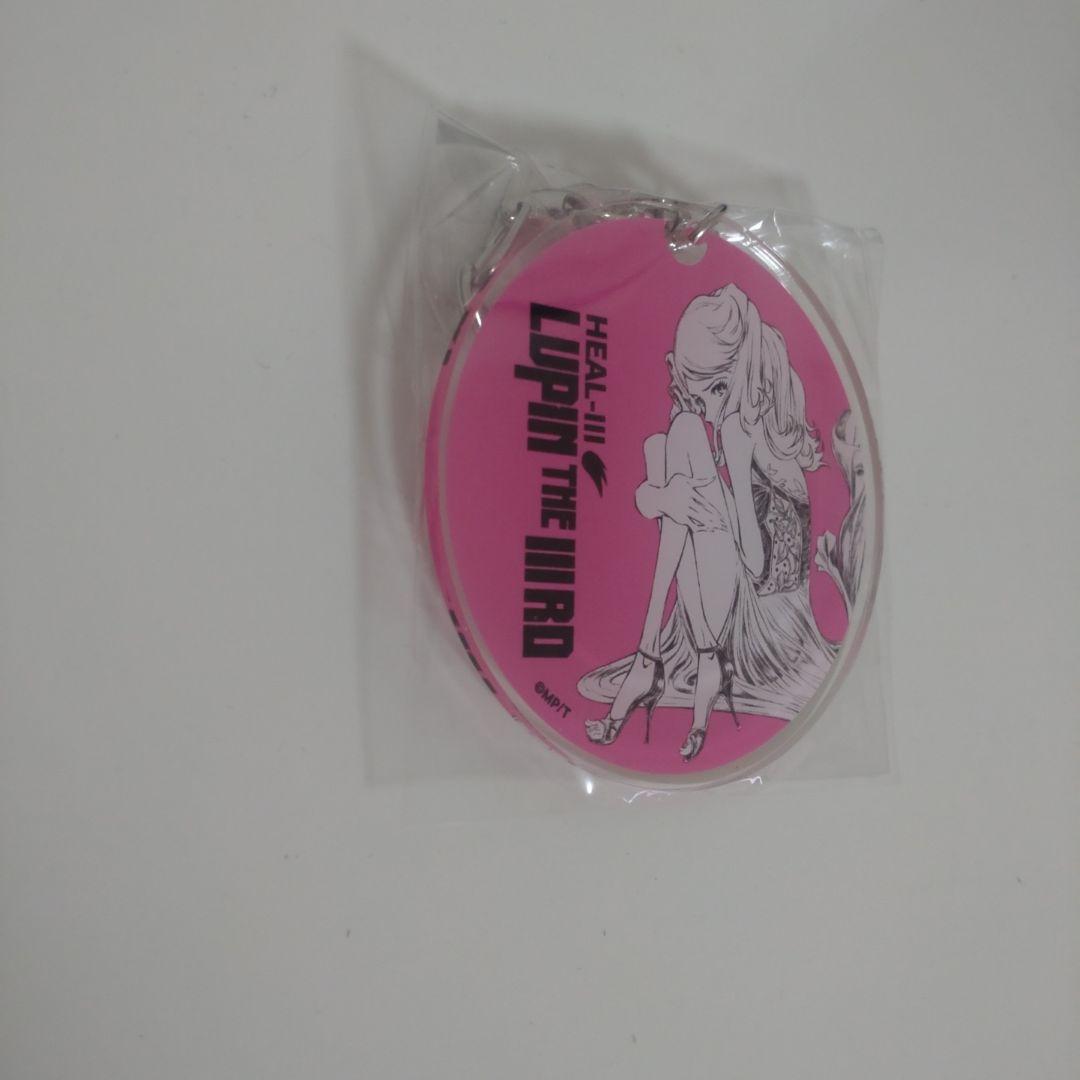 HEAL-III
LUPIN THE IIIRD
©MP/T